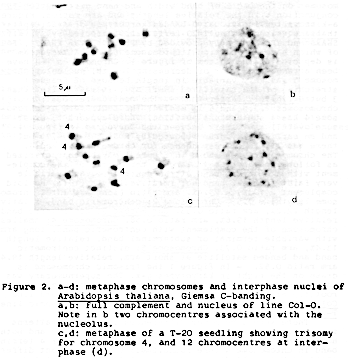 5µ
a
b
4
4
4
c
d
Figure 2. a-d: metaphase chromosomes and interphase nuclei of
Arabidopsis thaliana, Giemsa C-banding.
a,b: full complement and nucleus of line Col-O.
Note in b two chromocentres associated with the
nucleolus.
c,d: metaphase of a T-20 seedling showing trisomy
for chromosome 4, and 12 chromocentres at inter-
phase (d).